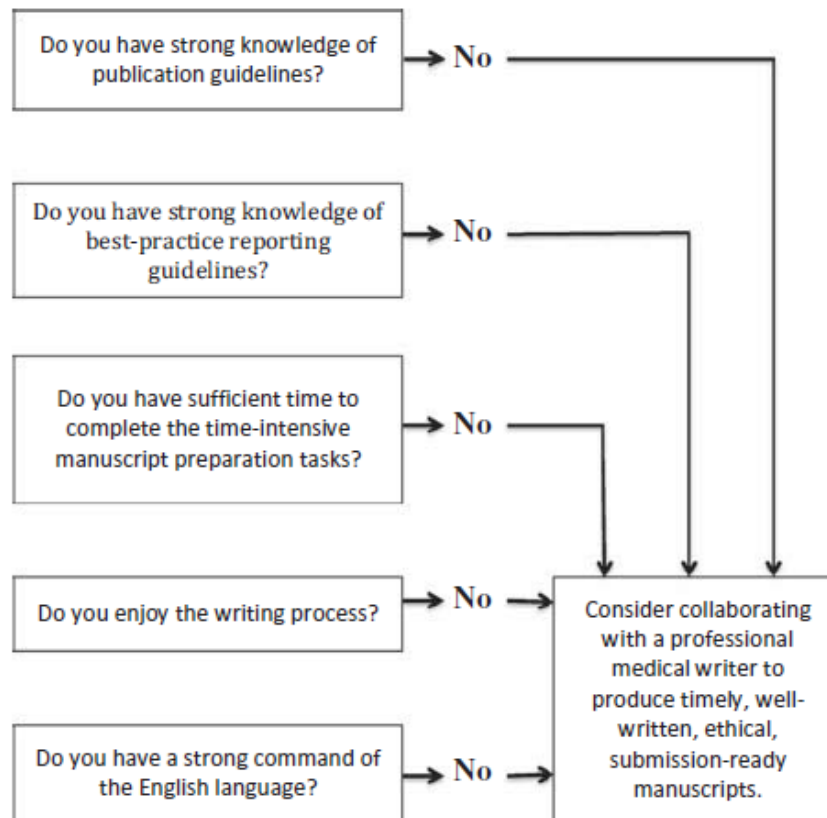 Do you have strong knowledge of
publication guidelines?
No
Do you have strong knowledge of
best-practice reporting
guidelines?
No
Do you have sufficient time to
complete the time-intensive
manuscript preparation tasks?
No
Do you enjoy the writing process?
No
Do you have a strong command of
the English language?
No
Consider collaborating
with a professional
medical writer to
produce timely, well-
written, ethical,
submission-ready
manuscripts.